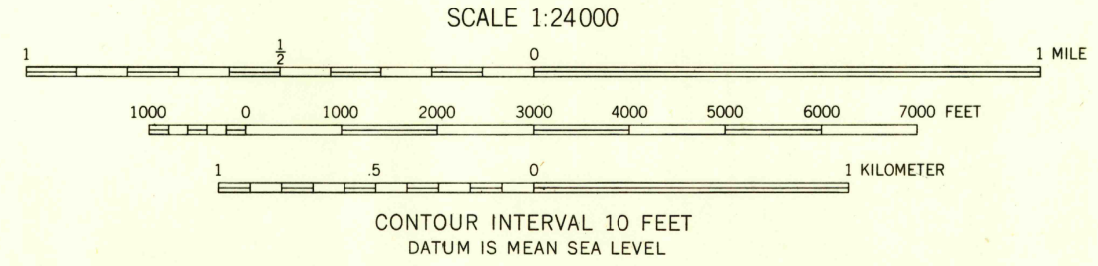 SCALE 1:24000
1 1/2 0 1 MILE
1000 0 1000 2000 3000 4000 5000 6000 7000 FEET
1 .5 0 1 KILOMETER
CONTOUR INTERVAL 10 FEET
DATUM IS MEAN SEA LEVEL